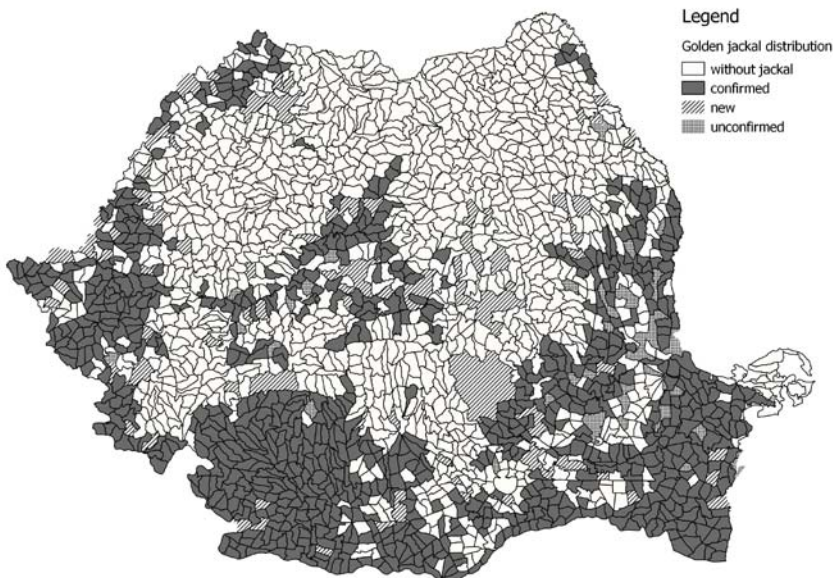 Legend
Golden jackal distribution
without jackal
confirmed
new
unconfirmed